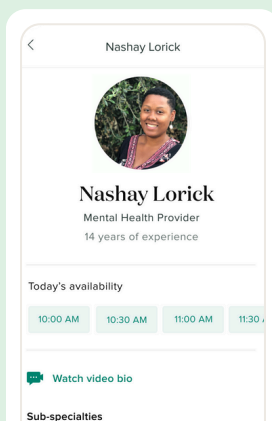 Nashay Lorick
Nashay Lorick
Mental Health Provider
14 years of experience
Today's availability
10:00 AM 10:30 AM 11:00 AM 11:30
Watch video bio
Sub-specialties